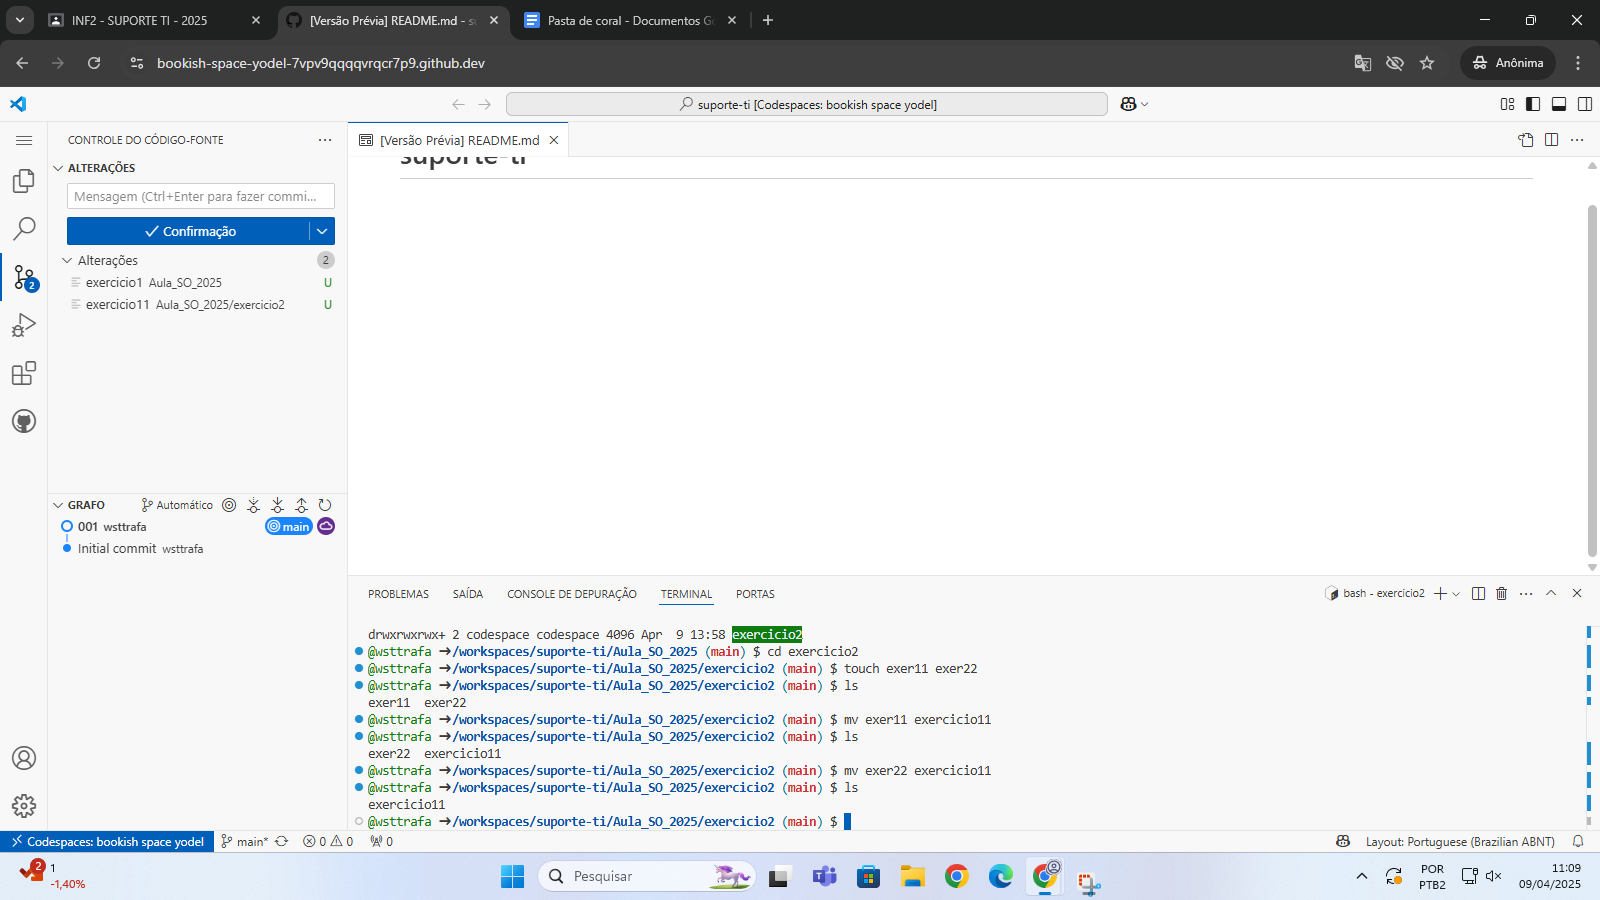 INF2 - SUPORTE TI - 2025
[Versão Prévia] README.md - su
Pasta de coral - Documentos Go
bookish-space-yodel-7vpv9qqqqvrqcr7p9.github.dev
Anônima
suporte-ti [Codespaces: bookish space yodel]
CONTROLE DO CÓDIGO-FONTE
[Versão Prévia] README.md
ALTERAÇÕES
suporte-ti
Mensagem (Ctrl+Enter para fazer commi...
Confirmação
Alterações 2
exercicio1 Aula_SO_2025 U
2
exercicio11 Aula_SO_2025/exercicio2 U
GRAFO Automático
001 wsttrafa main
Initial commit wsttrafa
PROBLEMAS SAÍDA CONSOLE DE DEPURAÇÃO TERMINAL PORTAS
bash - exercicio2
drwxrwxrwx+ 2 codespace codespace 4096 Apr  9 13:58 exercicio2
@wsttrafa ➜/workspaces/suporte-ti/Aula_SO_2025 (main) $ cd exercicio2
@wsttrafa ➜/workspaces/suporte-ti/Aula_SO_2025/exercicio2 (main) $ touch exer11 exer22
@wsttrafa ➜/workspaces/suporte-ti/Aula_SO_2025/exercicio2 (main) $ ls
exer11  exer22
@wsttrafa ➜/workspaces/suporte-ti/Aula_SO_2025/exercicio2 (main) $ mv exer11 exercicio11
@wsttrafa ➜/workspaces/suporte-ti/Aula_SO_2025/exercicio2 (main) $ ls
exer22  exercicio11
@wsttrafa ➜/workspaces/suporte-ti/Aula_SO_2025/exercicio2 (main) $ mv exer22 exercicio11
@wsttrafa ➜/workspaces/suporte-ti/Aula_SO_2025/exercicio2 (main) $ ls
exercicio11
@wsttrafa ➜/workspaces/suporte-ti/Aula_SO_2025/exercicio2 (main) $
Codespaces: bookish space yodel main* 0 0 0
Layout: Portuguese (Brazilian ABNT)
2
1
-1,40%
Pesquisar
POR
PTB2
11:09
09/04/2025